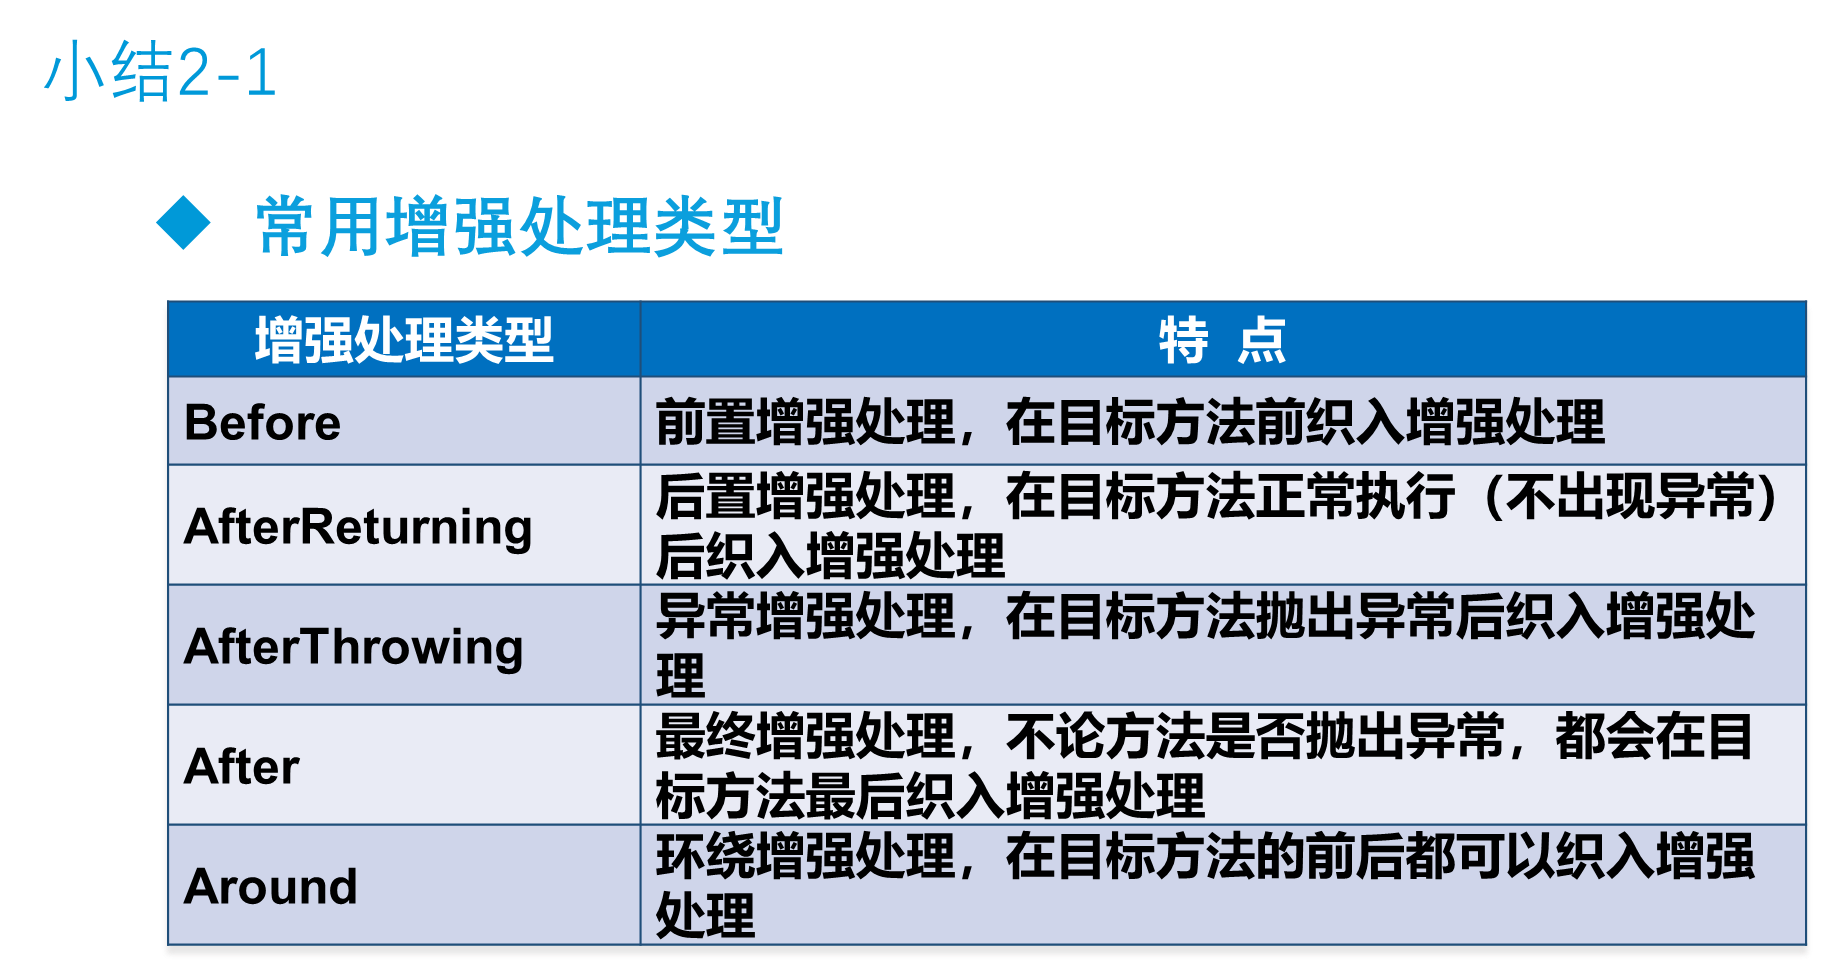 小结2-1
常用增强处理类型
增强处理类型
特 点
Before
前置增强处理，在目标方法前织入增强处理
AfterReturning
后置增强处理，在目标方法正常执行（不出现异常）
后织入增强处理
AfterThrowing
异常增强处理，在目标方法抛出异常后织入增强处
理
After
最终增强处理，不论方法是否抛出异常，都会在目
标方法最后织入增强处理
Around
环绕增强处理，在目标方法的前后都可以织入增强
处理